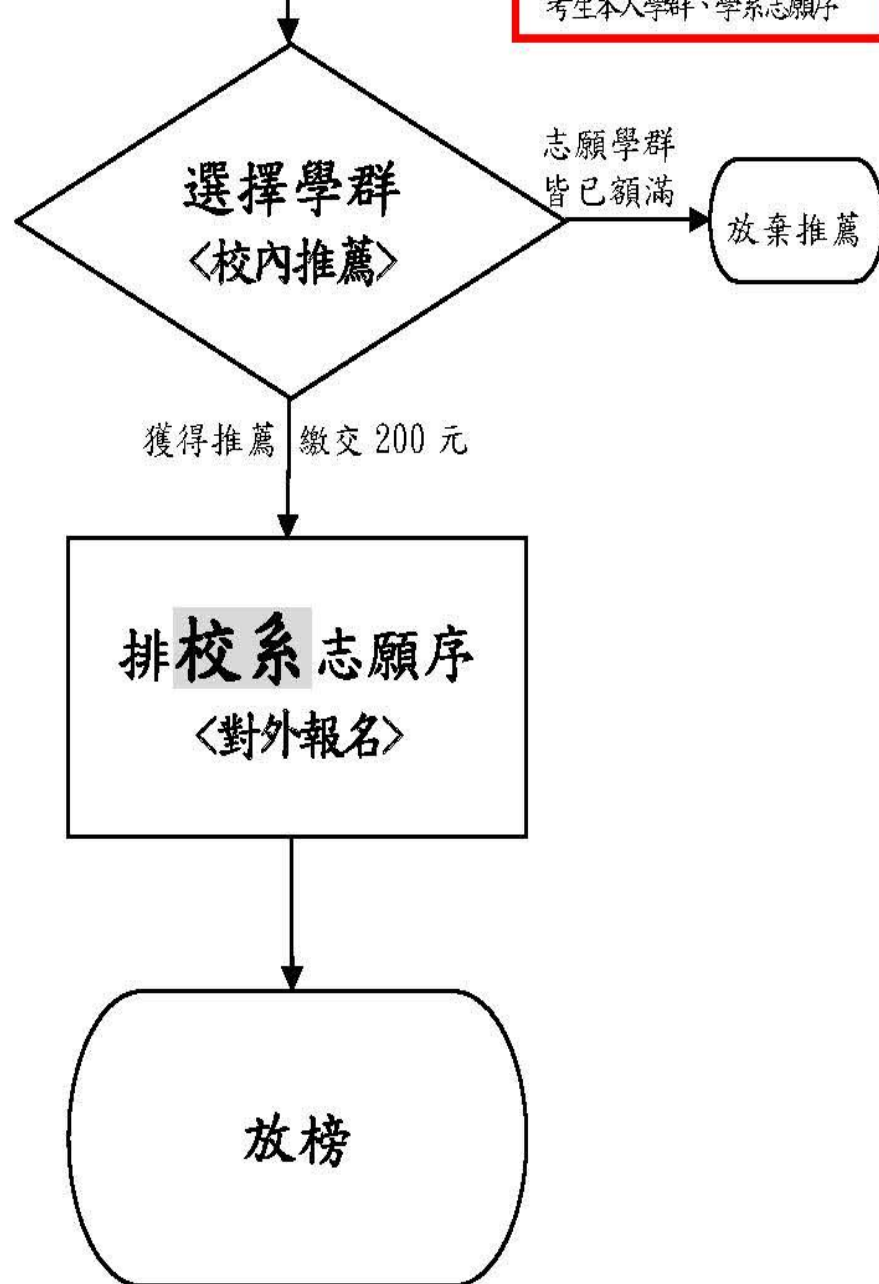 考生本人學群、學系志願序
選擇學群
<校內推薦>
志願學群
皆已額滿
放棄推薦
獲得推薦 繳交 200 元
排校系志願序
<對外報名>
放榜